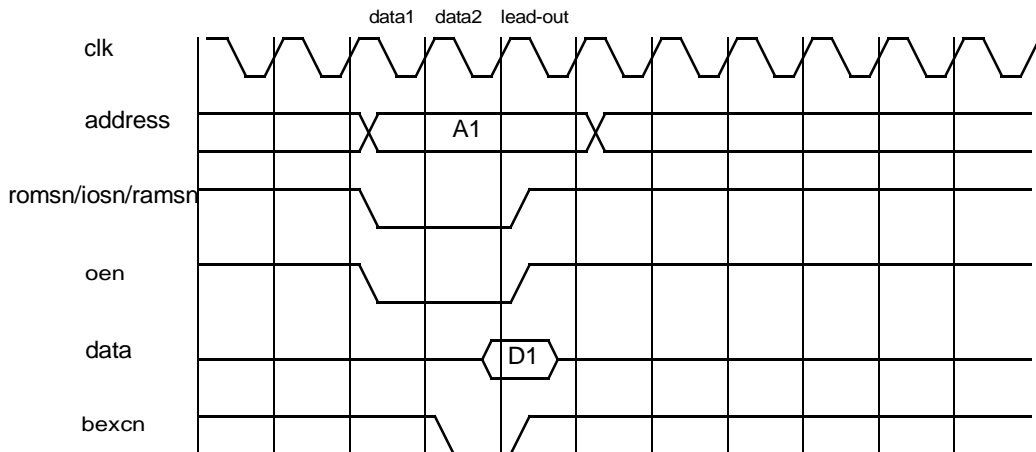 data1 data2 lead-out
clk
address
A1
romsn/iosn/ramsn
oen
data
D1
bexcn